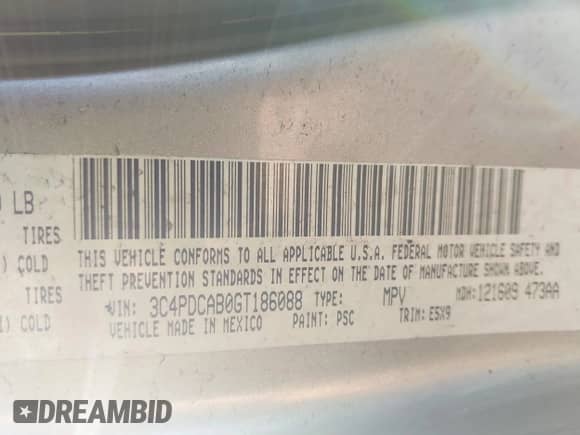 LB
TIRES
) COLD
TIRES
) COLD
THIS VEHICLE CONFORMS TO ALL APPLICABLE U.S.A. FEDERAL MOTOR VEHICLE SAFETY AND
THEFT PREVENTION STANDARDS IN EFFECT ON THE DATE OF MANUFACTURE SHOWN ABOVE.
VIN: 3C4PDCAB0GT186088 TYPE: MPV MDH:121609 473AA
VEHICLE MADE IN MEXICO PAINT: PSC TRIM: E5X9
DREAMBID